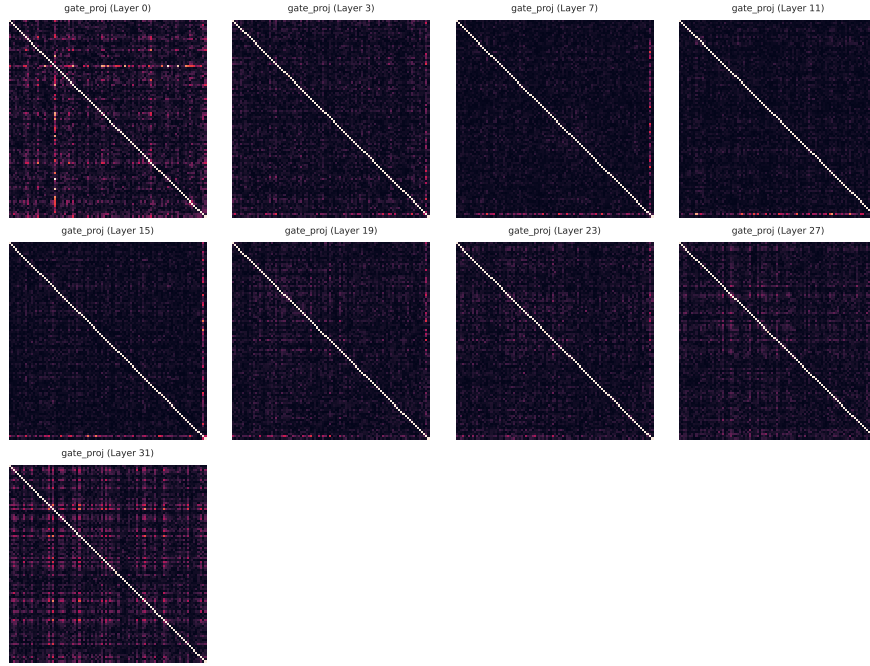 gate_proj (Layer 0)
gate_proj (Layer 3)
gate_proj (Layer 7)
gate_proj (Layer 11)
gate_proj (Layer 15)
gate_proj (Layer 19)
gate_proj (Layer 23)
gate_proj (Layer 27)
gate_proj (Layer 31)